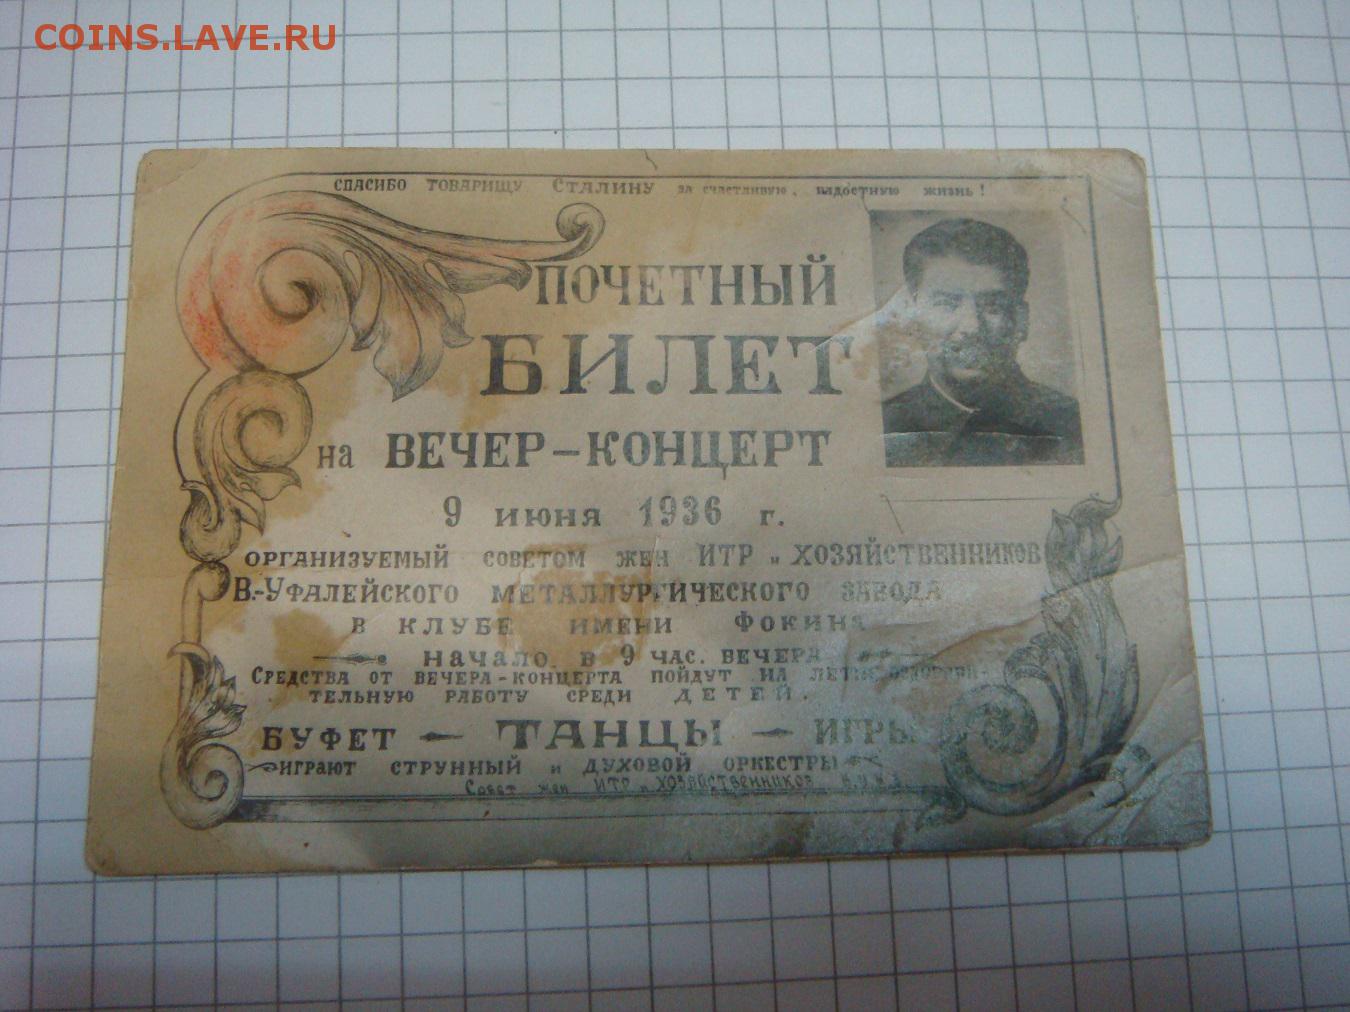 COINS.LAVE.RU
СПАСИБО ТОВАРИЩУ СТАЛИНУ ЗА СЧАСТЛИВУЮ, РАДОСТНУЮ ЖИЗНЬ!
ПОЧЕТНЫЙ
БИЛЕТ
на ВЕЧЕР-КОНЦЕРТ
9 ИЮНЯ 1936 г.
ОРГАНИЗУЕМЫЙ СОВЕТОМ ЖЕН ИТР и ХОЗЯЙСТВЕННИКОВ
В.-УФАЛЕЙСКОГО МЕТАЛЛУРГИЧЕСКОГО ЗАВОДА
В КЛУБЕ ИМЕНИ ФОКИНА
НАЧАЛО В 9 ЧАС. ВЕЧЕРА
СРЕДСТВА ОТ ВЕЧЕРА-КОНЦЕРТА ПОЙДУТ НА
ТЕЛЬНУЮ РАБОТУ СРЕДИ ДЕТЕЙ.
БУФЕТ — ТАНЦЫ — ИГРЫ
ИГРАЮТ СТРУННЫЙ и ДУХОВОЙ ОРКЕСТРЫ
Совет жен ИТР и ХОЗЯЙСТВЕННИКОВ